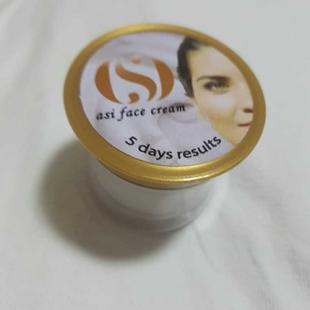 S
asi face cream
5 days results